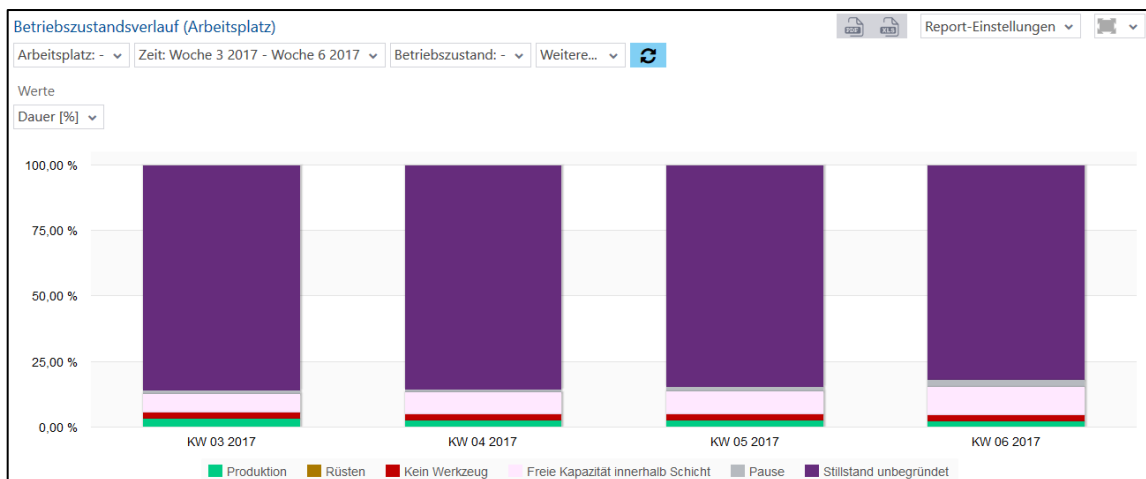 Betriebszustandsverlauf (Arbeitsplatz)
PDF XLS Report-Einstellungen
Arbeitsplatz: - Zeit: Woche 3 2017 - Woche 6 2017 Betriebszustand: - Weitere...
Werte
Dauer [%]
100,00 %
75,00 %
50,00 %
25,00 %
0,00 %
KW 03 2017 KW 04 2017 KW 05 2017 KW 06 2017
Produktion Rüsten Kein Werkzeug Freie Kapazität innerhalb Schicht Pause Stillstand unbegründet